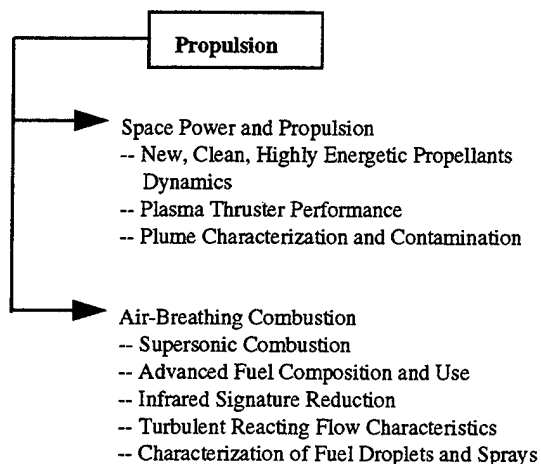 Propulsion
Space Power and Propulsion
-- New, Clean, Highly Energetic Propellants
Dynamics
-- Plasma Thruster Performance
-- Plume Characterization and Contamination
Air-Breathing Combustion
-- Supersonic Combustion
-- Advanced Fuel Composition and Use
-- Infrared Signature Reduction
-- Turbulent Reacting Flow Characteristics
-- Characterization of Fuel Droplets and Sprays